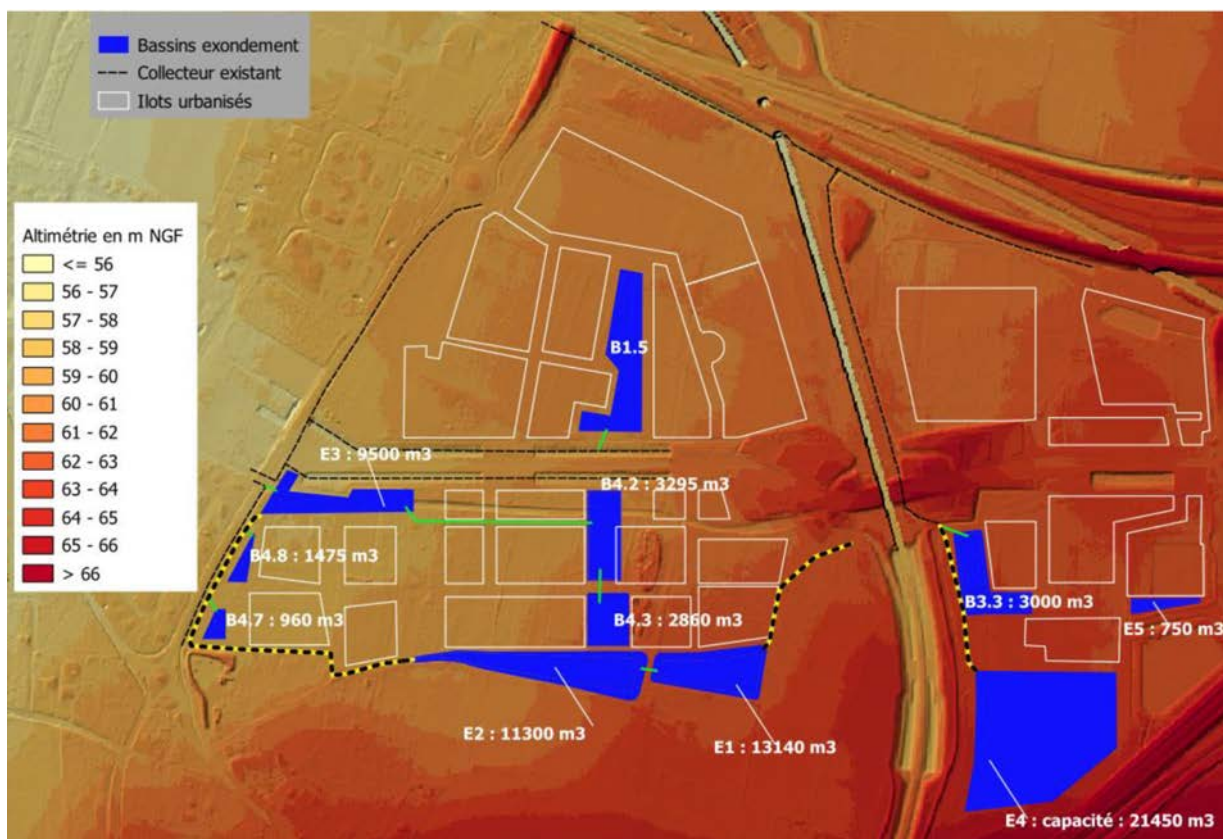 Bassins exondement
Collecteur existant
Ilots urbanisés
Altimétrie en m NGF
<= 56
56 - 57
57 - 58
58 - 59
59 - 60
60 - 61
61 - 62
62 - 63
63 - 64
64 - 65
65 - 66
> 66
B1.5
E3 : 9500 m3
B4.2 : 3295 m3
B4.8 : 1475 m3
B4.7 : 960 m3
B4.3 : 2860 m3
B3.3 : 3000 m3
E5 : 750 m3
E2 : 11300 m3
E1 : 13140 m3
E4 : capacité : 21450 m3